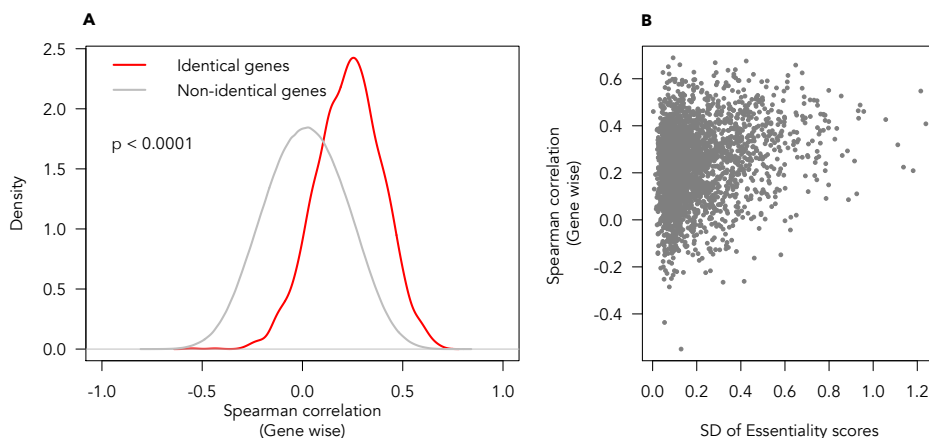 A
Identical genes
Non-identical genes
p < 0.0001
Density
2.5
2.0
1.5
1.0
0.5
0.0
-1.0
-0.5
0.0
0.5
1.0
Spearman correlation
(Gene wise)
B
Spearman correlation
(Gene wise)
0.6
0.4
0.2
0.0
-0.2
-0.4
0.0
0.2
0.4
0.6
0.8
1.0
1.2
SD of Essentiality scores